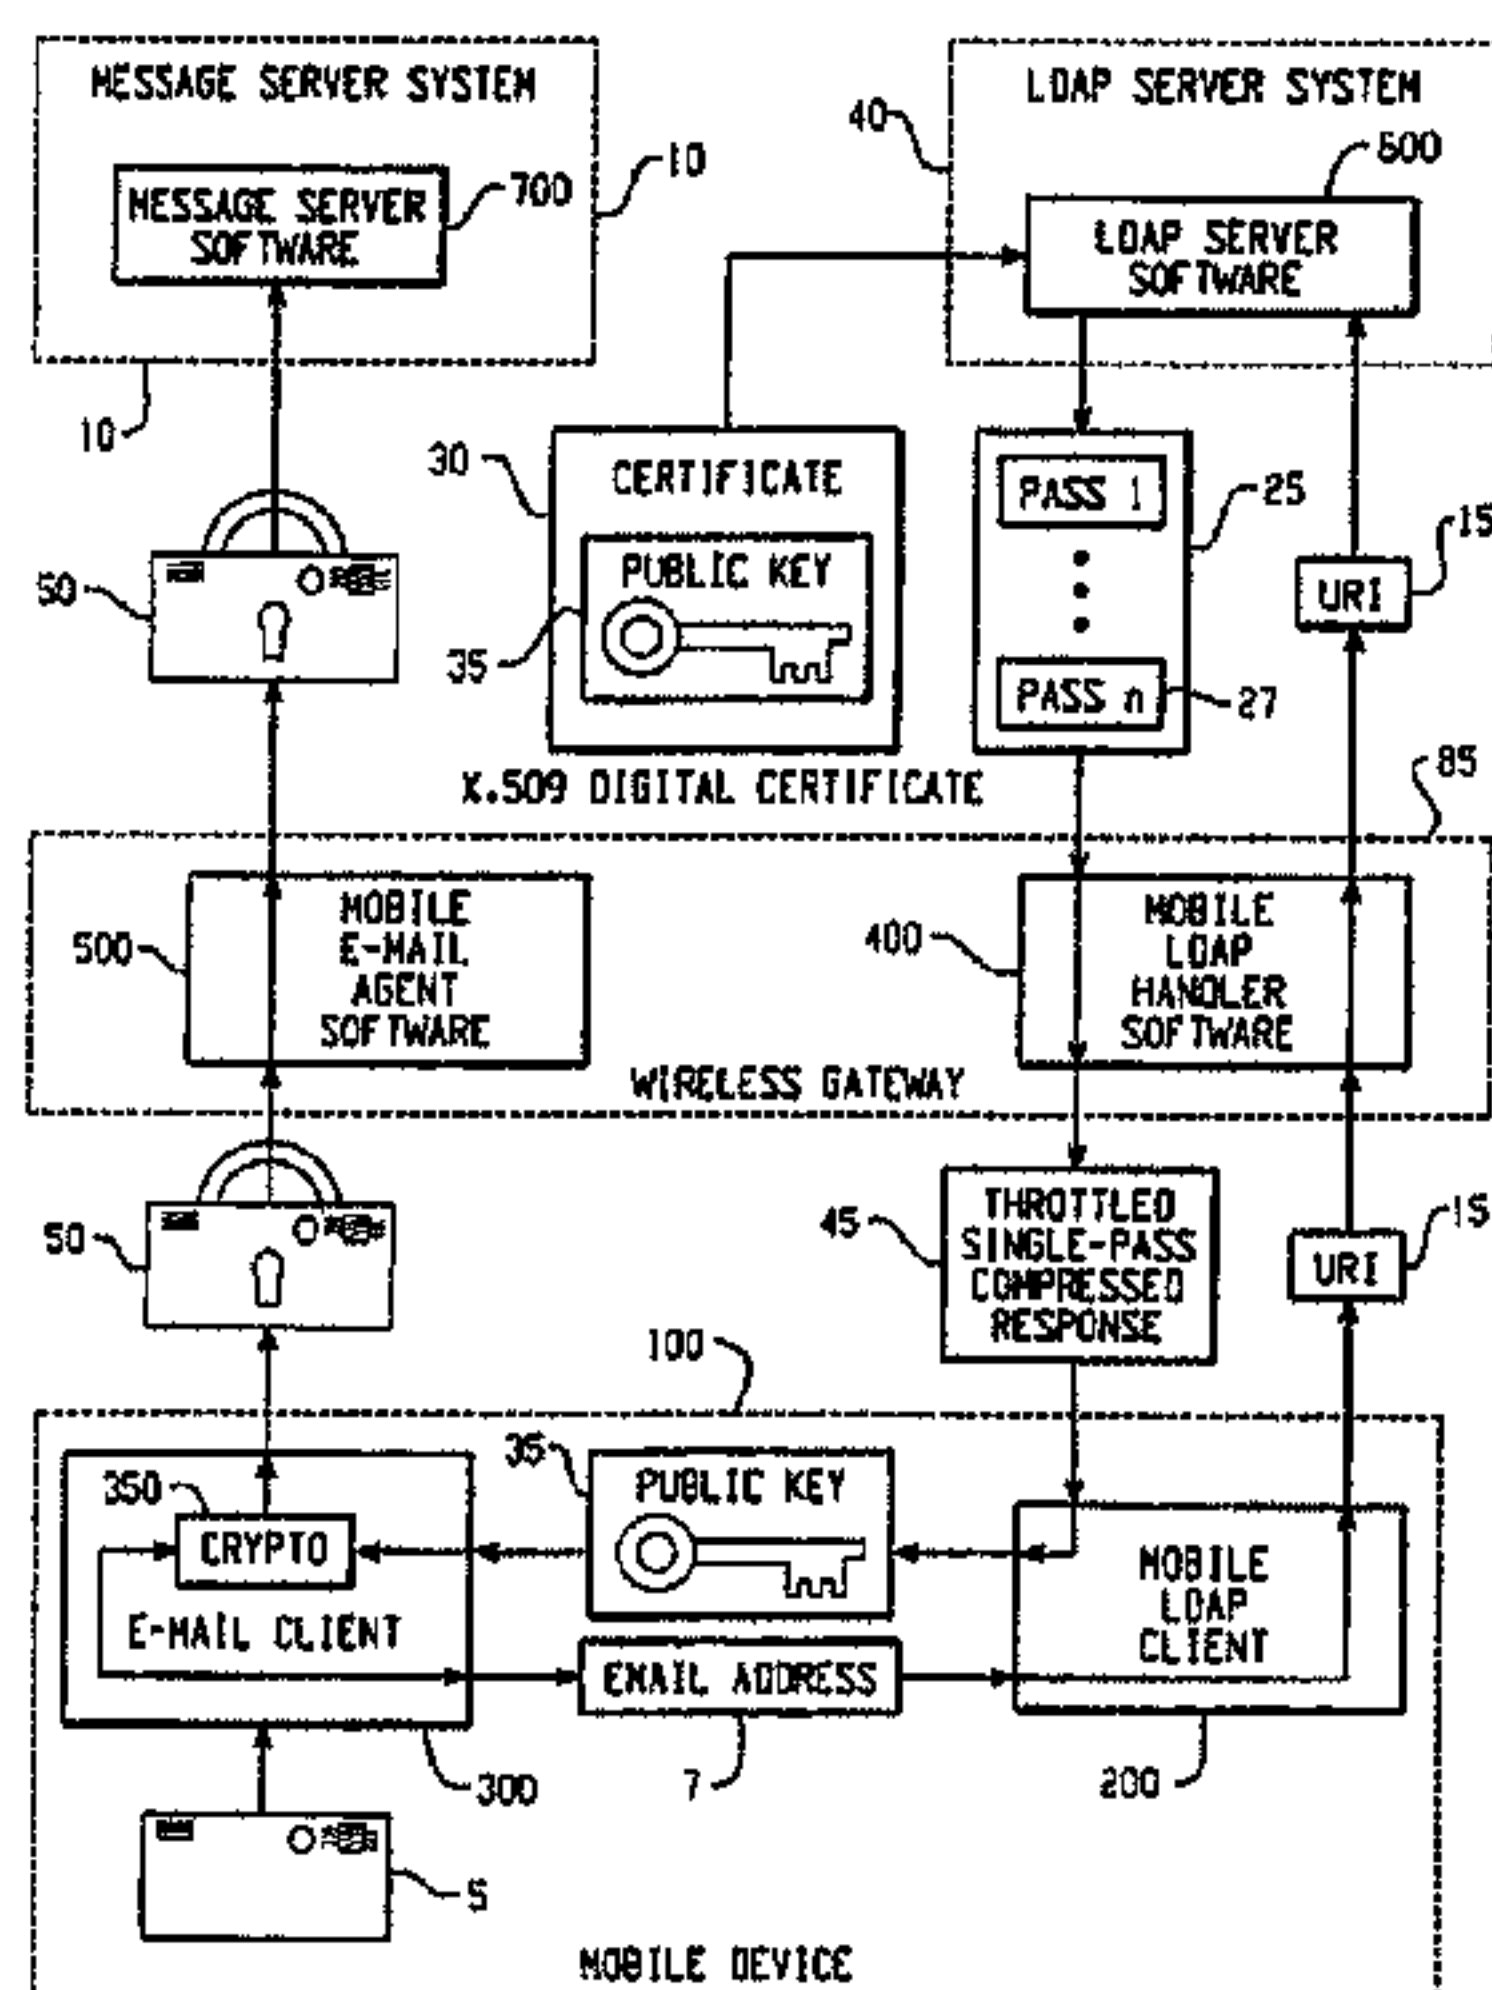 MESSAGE SERVER SYSTEM
LDAP SERVER SYSTEM
40
600
10
700
MESSAGE SERVER
SOFTWARE
LDAP SERVER
SOFTWARE
10
30
CERTIFICATE
PASS 1
25
15
PUBLIC KEY
50
URI
35
PASS n
27
X.509 DIGITAL CERTIFICATE
85
MOBILE
E-MAIL
AGENT
SOFTWARE
500
400
MOBILE
LDAP
HANDLER
SOFTWARE
WIRELESS GATEWAY
50
45
THROTTLED
SINGLE-PASS
COMPRESSED
RESPONSE
15
URI
100
35
350
PUBLIC KEY
CRYPTO
E-MAIL CLIENT
MOBILE
LDAP
CLIENT
EMAIL ADDRESS
300
7
200
5
MOBILE DEVICE